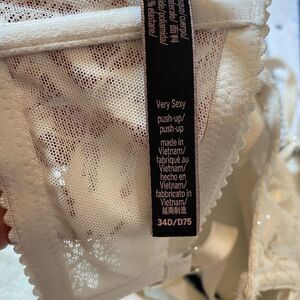 Very Sexy
push-up/
push-up
made in
Vietnam/
fabriqué au
Vietnam/
hecho en
Vietnam/
fabbricato in
Vietnam/
越南制造
34D/D75